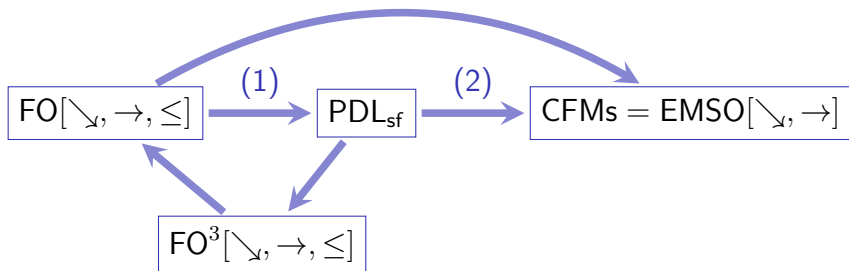 (1) (2)
FO[↘, →, ≤] PDL_sf CFMs = EMSO[↘, →]
FO³[↘, →, ≤]